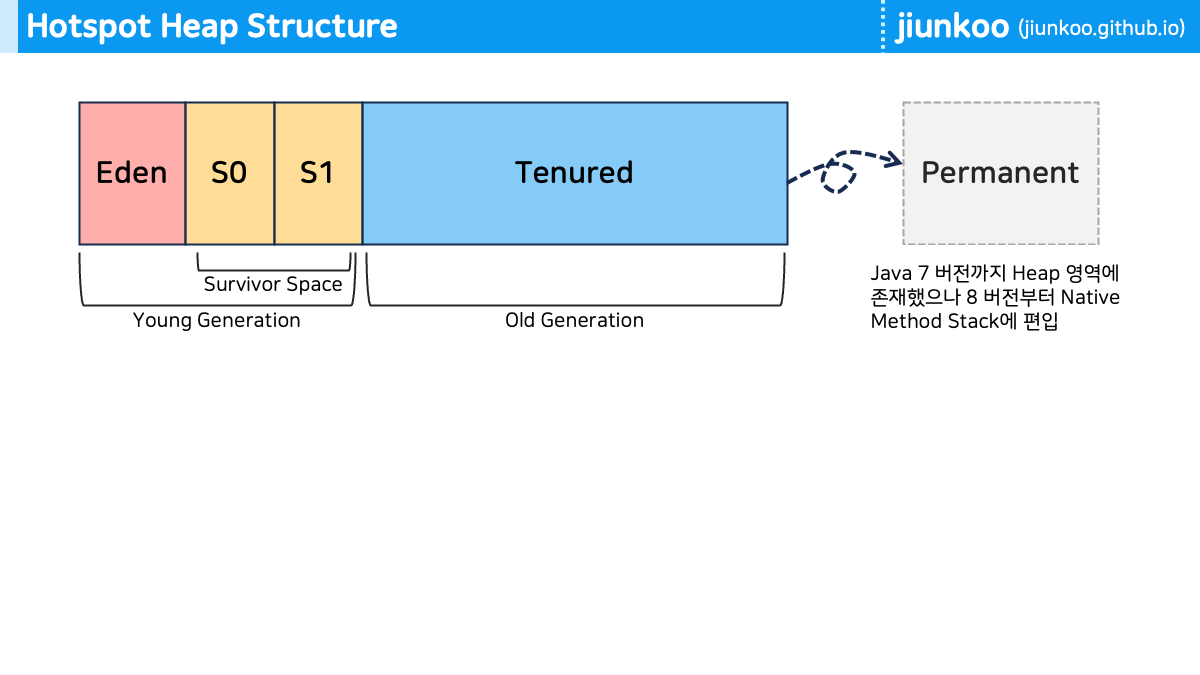 Hotspot Heap Structure
jiunkoo (jiunkoo.github.io)
Eden
S0
S1
Tenured
Permanent
Survivor Space
Young Generation
Old Generation
Java 7 버전까지 Heap 영역에
존재했으나 8 버전부터 Native
Method Stack에 편입